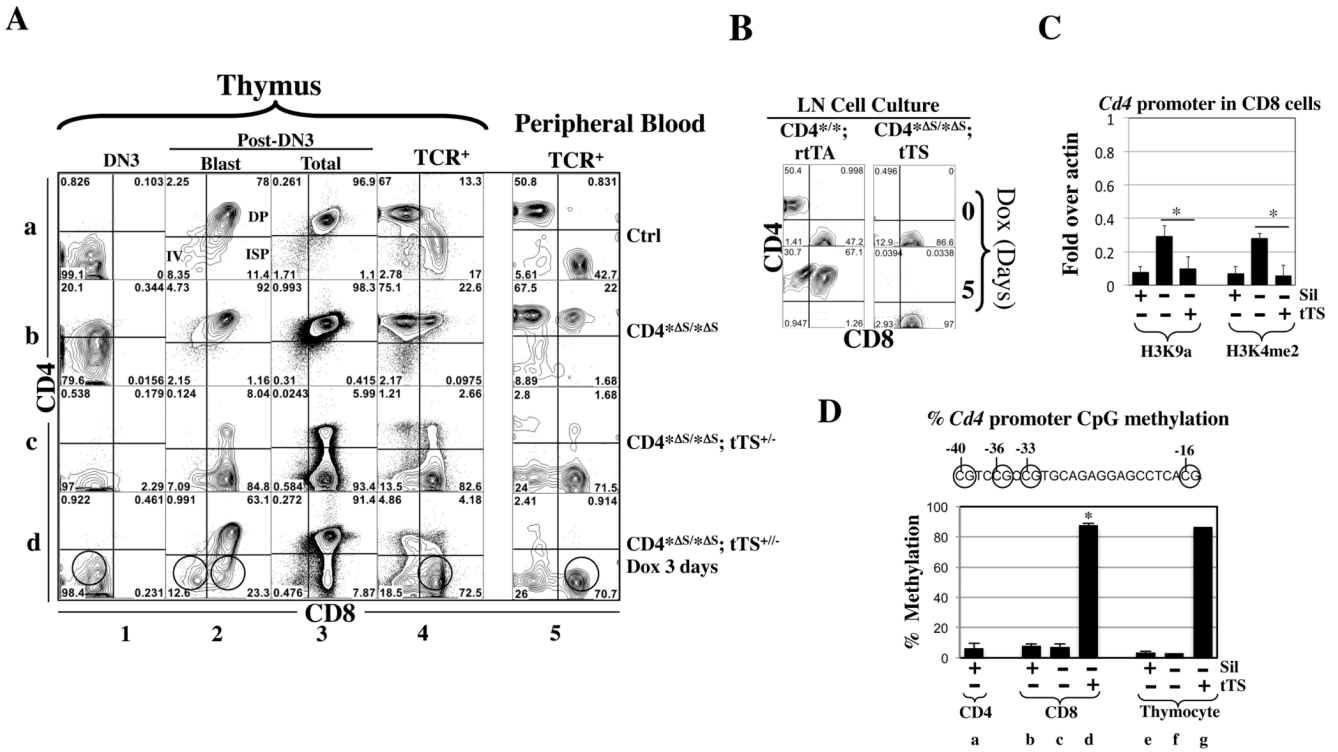 A
Thymus
Peripheral Blood
Post-DN3
DN3
Blast
Total
TCR+
TCR+
CD4
a
0.826 0.103 2.25 78 0.261 96.9 67 13.3 50.8 0.831
DP
IV
ISP
Ctrl
99.1 0 8.35 11.4 1.71 1.1 2.78 17 5.61 42.7
b
20.1 0.344 4.73 92 0.993 98.3 75.1 22.6 67.5 22
CD4*ΔS/*ΔS
79.6 0.0156 2.15 1.16 0.31 0.415 2.17 0.0975 8.89 1.68
c
0.538 0.179 0.124 8.04 0.0243 5.99 1.21 2.66 2.8 1.68
CD4*ΔS/*ΔS; tTS+/-
97 2.29 7.09 84.8 0.584 93.4 13.5 82.6 24 71.5
d
0.922 0.461 0.991 63.1 0.272 91.4 4.86 4.18 2.41 0.914
CD4*ΔS/*ΔS; tTS+//-
Dox 3 days
98.4 0.231 12.6 23.3 0.476 7.87 18.5 72.5 26 70.7
CD8
1 2 3 4 5
B
LN Cell Culture
CD4*/*;
rtTA
CD4*ΔS/*ΔS;
tTS
50.4 0.998 0.496 0
1.41 47.2 12.9 86.6
30.7 67.1 0.0394 0.0338
0.947 1.26 2.93 97
CD4
CD8
0
5
Dox (Days)
C
Cd4 promoter in CD8 cells
Fold over actin
1
0.8
0.6
0.4
0.2
0
*
*
+ - - + - - Sil
- - + - - + tTS
H3K9a
H3K4me2
D
% Cd4 promoter CpG methylation
-40 -36 -33 -16
CGTCCGCCGTGCAGAGGAGCCTCACG
% Methylation
100
80
60
40
20
0
*
+ + - - + - - Sil
- - - + - - + tTS
CD4 CD8 Thymocyte
a b c d e f g